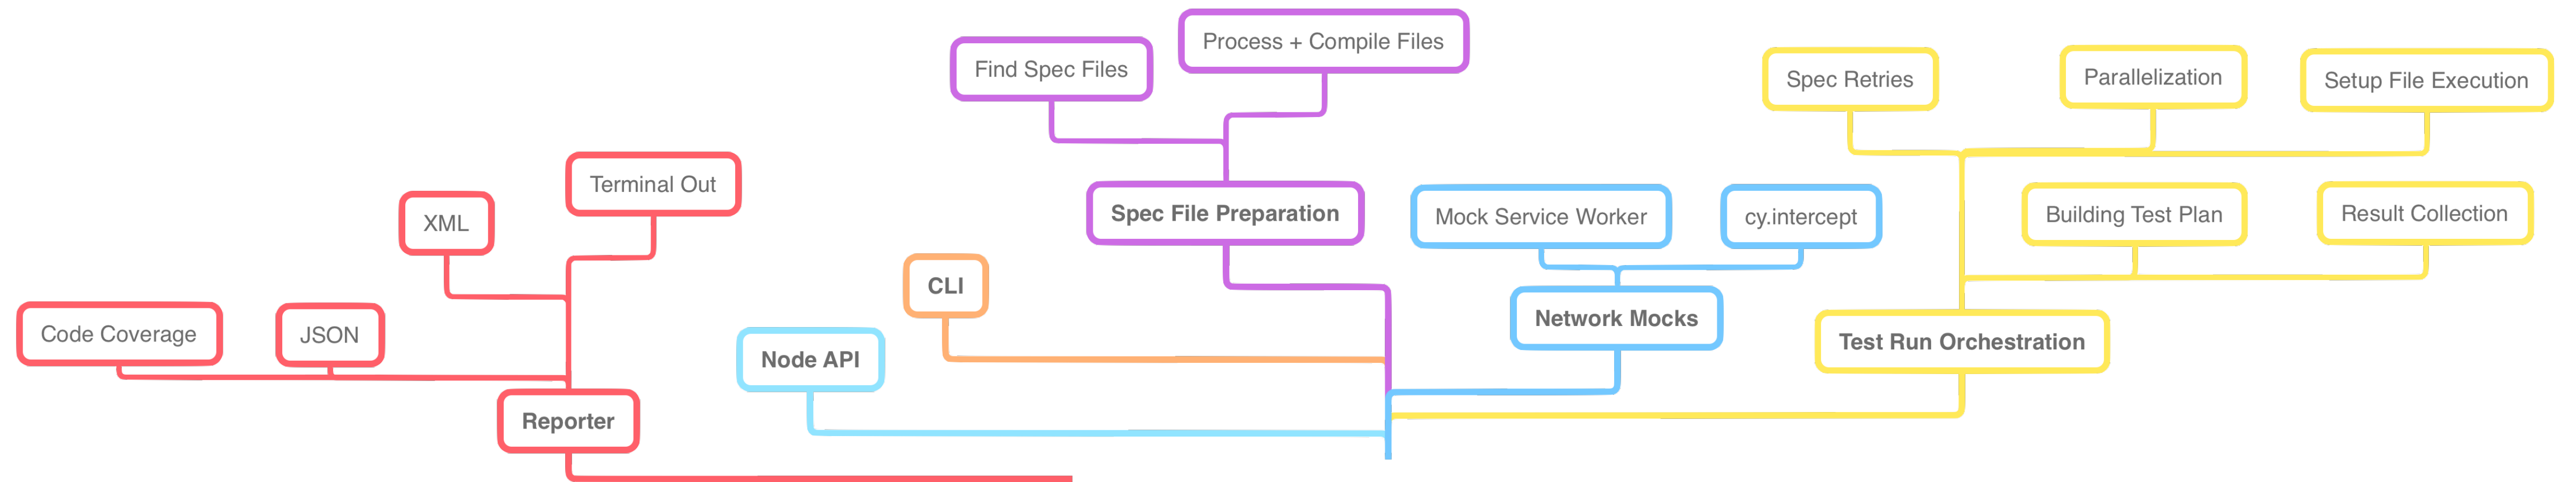 Process + Compile Files
Find Spec Files
Spec Retries
Parallelization
Setup File Execution
Terminal Out
XML
Spec File Preparation
Mock Service Worker
cy.intercept
Building Test Plan
Result Collection
CLI
Code Coverage
JSON
Network Mocks
Test Run Orchestration
Node API
Reporter